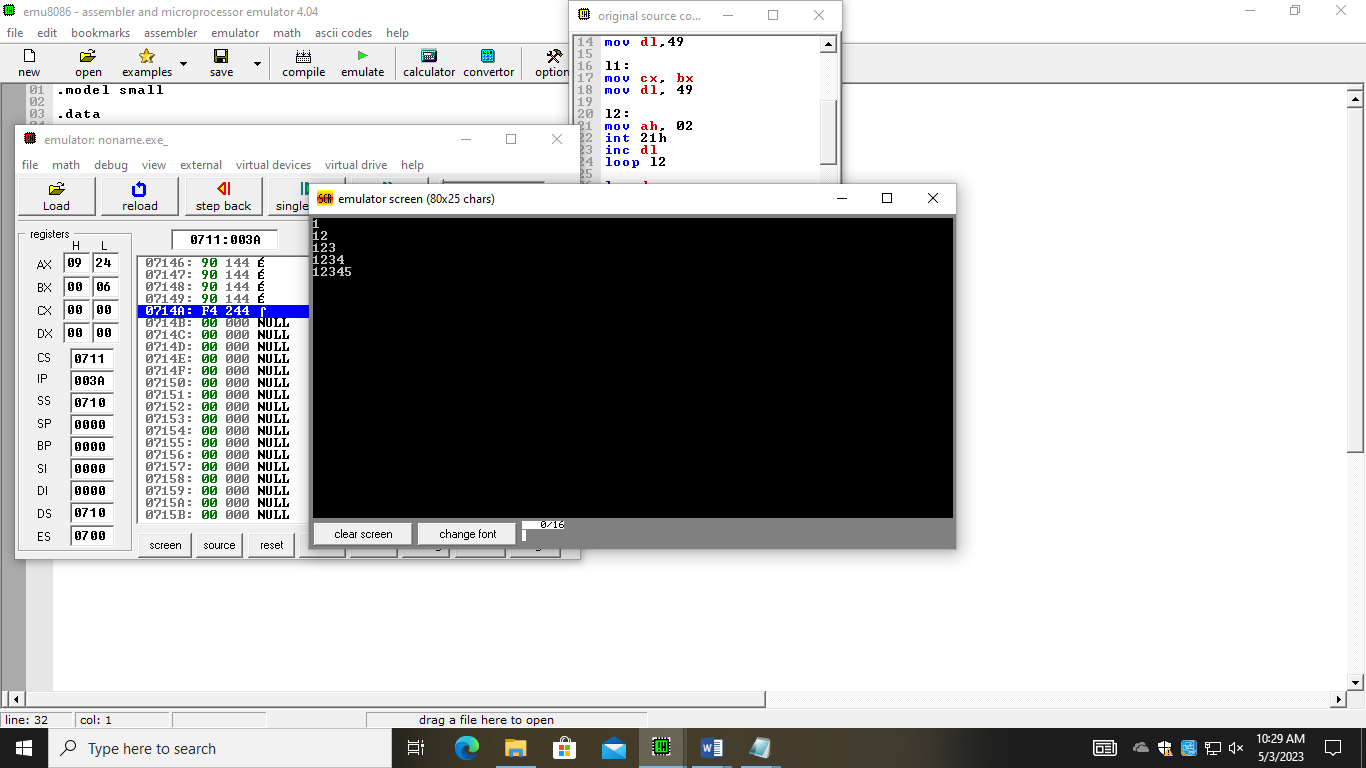 emu8086 - assembler and microprocessor emulator 4.04
file edit bookmarks assembler emulator math ascii codes help
new open examples save compile emulate calculator convertor option
01 .model small
02
03 .data
original source co...
14 mov dl,49
15
16 l1:
17 mov cx, bx
18 mov dl, 49
19
20 l2:
21 mov ah, 02
22 int 21h
23 inc dl
24 loop l2
25
emulator: noname.exe_
file math debug view external virtual devices virtual drive help
Load reload step back single
registers
H L
AX 09 24
BX 00 06
CX 00 00
DX 00 00
CS 0711
IP 003A
SS 0710
SP 0000
BP 0000
SI 0000
DI 0000
DS 0710
ES 0700
0711:003A
07146: 90 144 É
07147: 90 144 É
07148: 90 144 É
07149: 90 144 É
0714A: F4 244 ⌠
0714B: 00 000 NULL
0714C: 00 000 NULL
0714D: 00 000 NULL
0714E: 00 000 NULL
0714F: 00 000 NULL
07150: 00 000 NULL
07151: 00 000 NULL
07152: 00 000 NULL
07153: 00 000 NULL
07154: 00 000 NULL
07155: 00 000 NULL
07156: 00 000 NULL
07157: 00 000 NULL
07158: 00 000 NULL
07159: 00 000 NULL
0715A: 00 000 NULL
0715B: 00 000 NULL
screen source reset
SCR emulator screen (80x25 chars)
1
12
123
1234
12345
clear screen change font 0/16
line: 32 col: 1 drag a file here to open
Type here to search
10:29 AM
5/3/2023